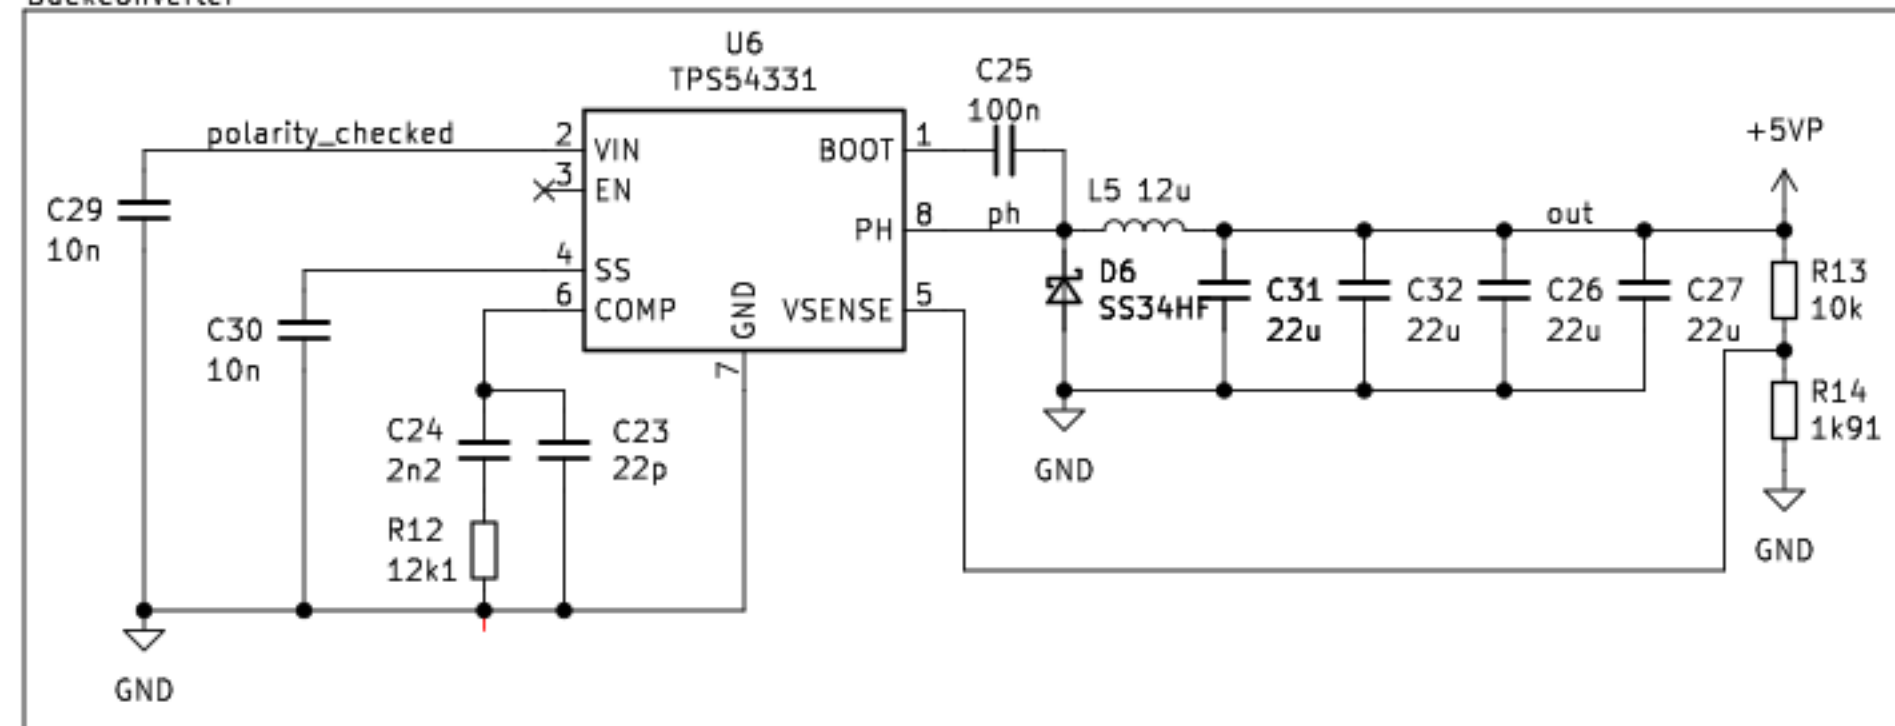 BuckConverter
U6
TPS54331
C25
100n
polarity_checked
2
VIN
BOOT
1
3
EN
+5VP
L5 12u
C29
10n
ph
8
PH
out
4
SS
6
COMP
GND
VSENSE
5
7
D6
SS34HF
C31
22u
C32
22u
C26
22u
C27
22u
R13
10k
C30
10n
R14
1k91
C24
2n2
C23
22p
GND
R12
12k1
GND
GND